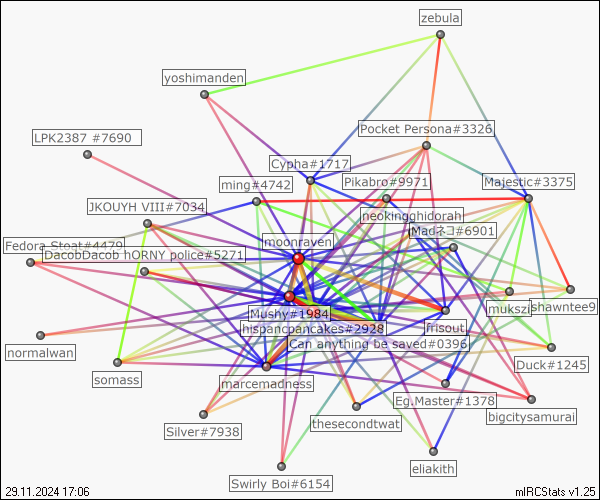 zebula
yoshimanden
LPK2387 #7690
Pocket Persona#3326
Cypha#1717
ming#4742
Pikabro#9971
Majestic#3375
JKOUYH VIII#7034
neokingghidorah
Madネコ#6901
moonraven
Fedora Stoat#4479
DacobDacob hORNY police#5271
Mushy#1984
mukszi
shawntee9
hispancpancakes#2928
frisout
Can anything be saved#0396
normalwan
somass
marcemadness
Duck#1245
Eg.Master#1378
bigcitysamurai
Silver#7938
thesecondtwat
eliakith
Swirly Boi#6154
29.11.2024 17:06
mIRCStats v1.25